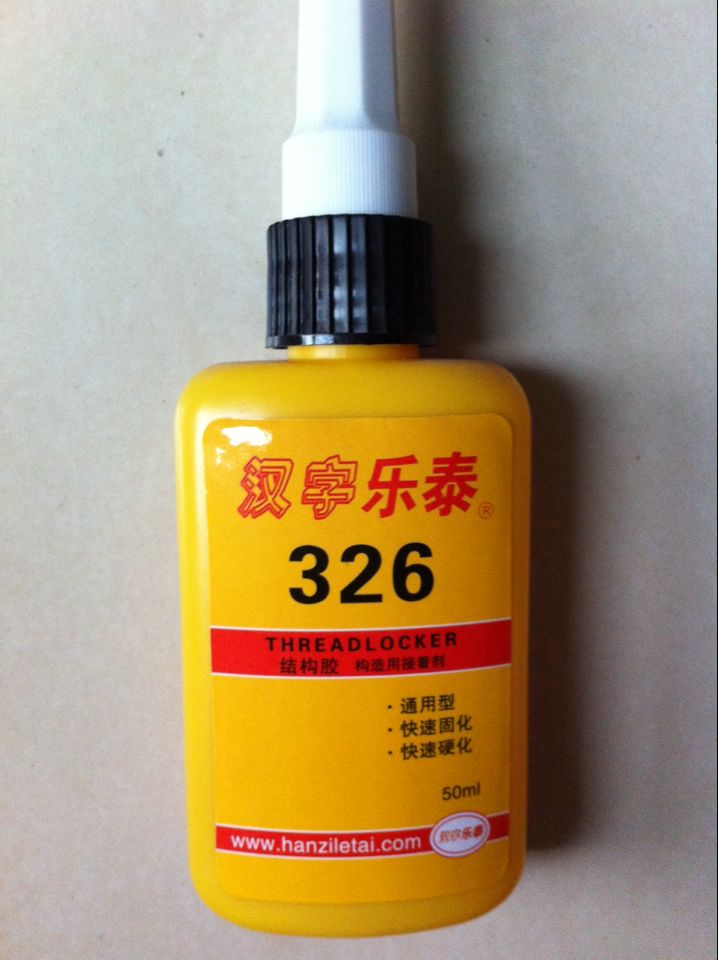 汉字乐泰®
326
THREADLOCKER
结构胶 构造用接着剂
·通用型
·快速固化
·快速硬化
50ml
www.hanziletai.com 汉字乐泰